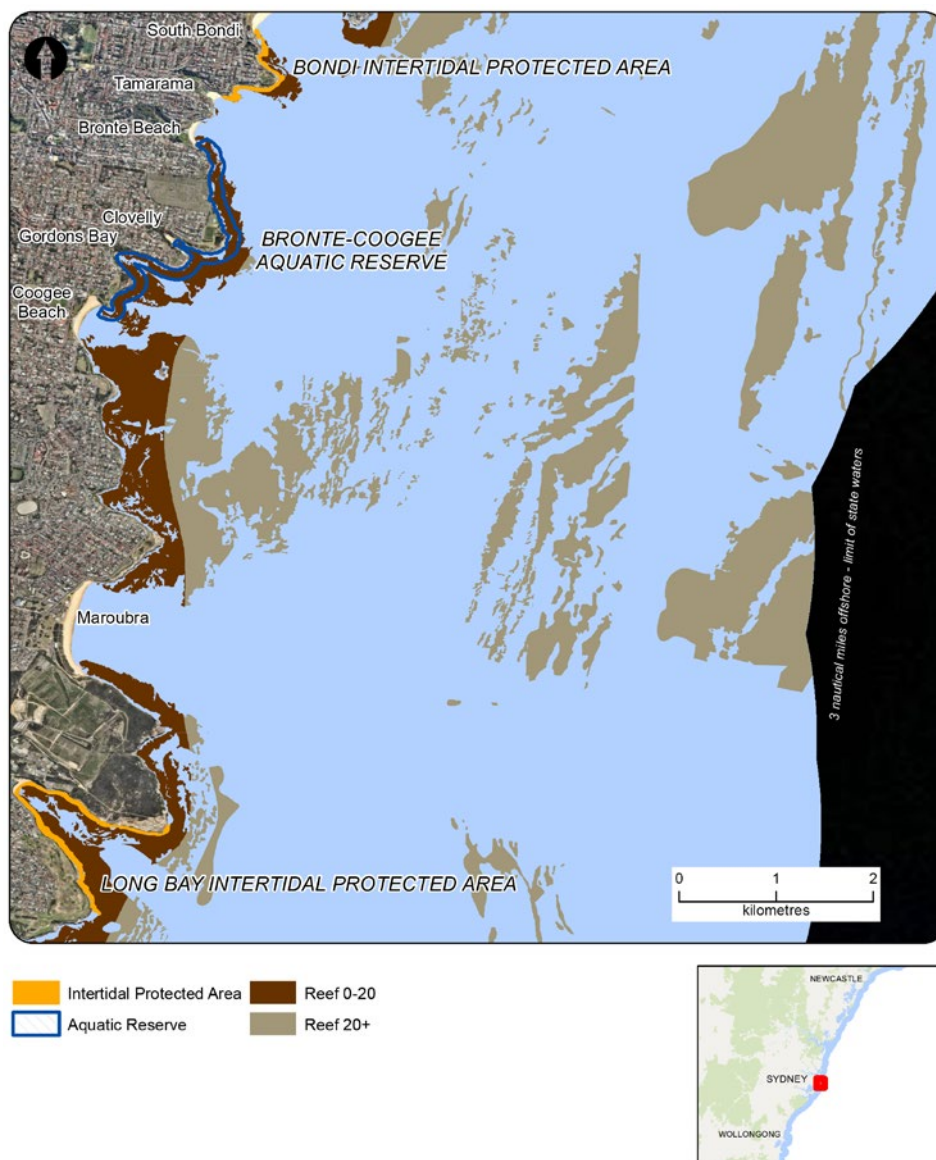 South Bondi
BONDI INTERTIDAL PROTECTED AREA
Tamarama
Bronte Beach
Clovelly
Gordons Bay
BRONTE-COOGEE
AQUATIC RESERVE
Coogee
Beach
3 nautical miles offshore - limit of state waters
Maroubra
LONG BAY INTERTIDAL PROTECTED AREA
0 1 2
kilometres
Intertidal Protected Area
Reef 0-20
Aquatic Reserve
Reef 20+
NEWCASTLE
SYDNEY
WOLLONGONG